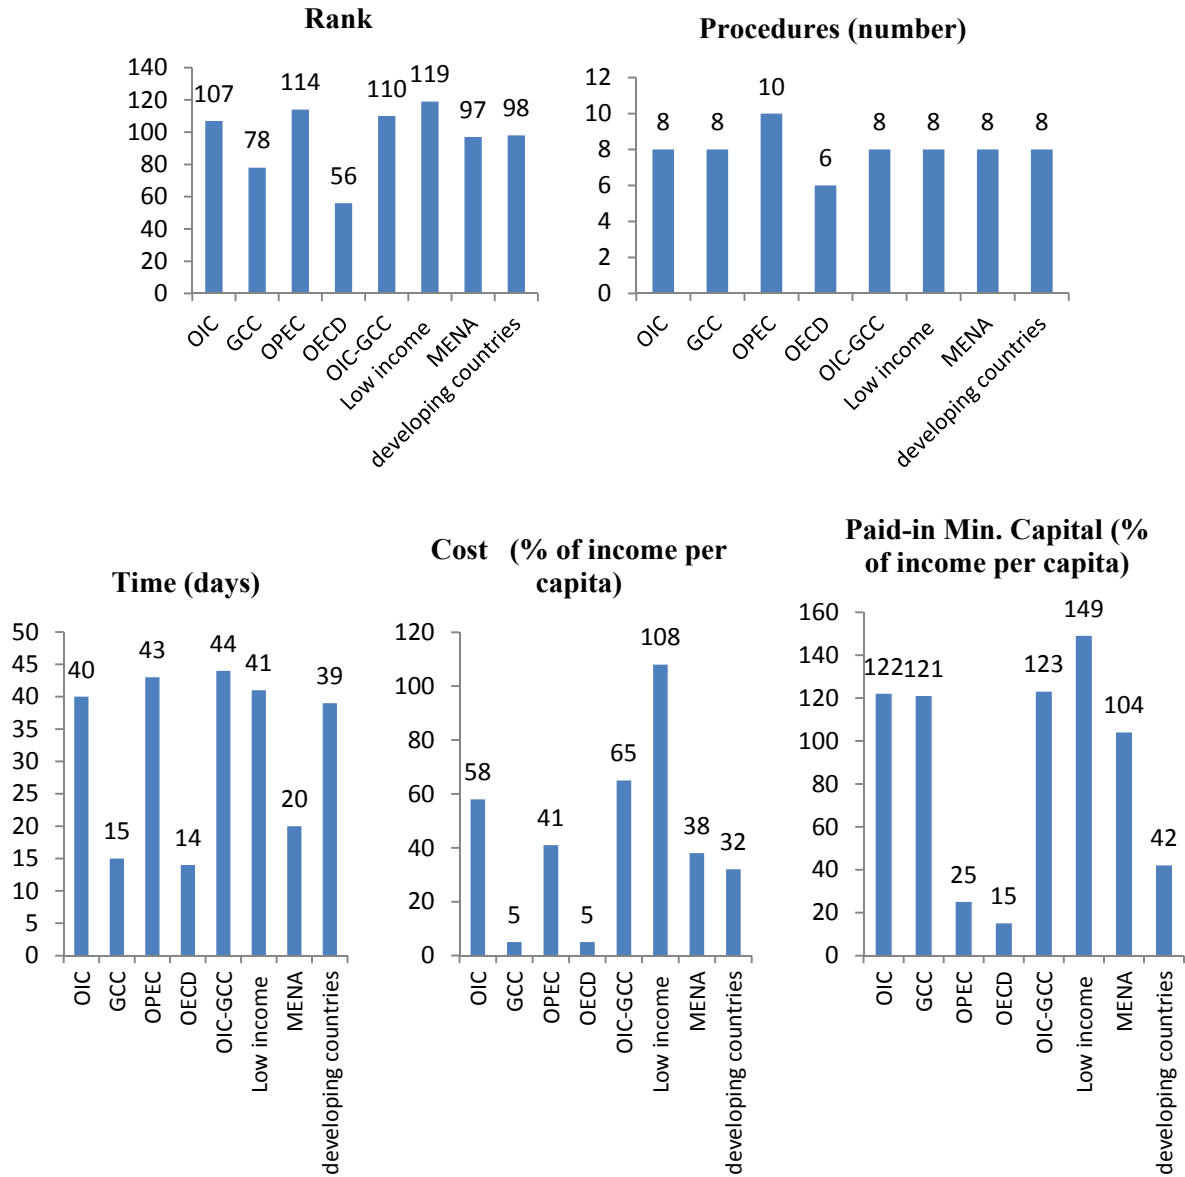 Rank
140
120
100
80
60
40
20
0
107
78
114
56
110
119
97
98
OIC
GCC
OPEC
OECD
OIC-GCC
Low income
MENA
developing countries
Procedures (number)
12
10
8
6
4
2
0
8
8
10
6
8
8
8
8
OIC
GCC
OPEC
OECD
OIC-GCC
Low income
MENA
developing countries
Time (days)
50
45
40
35
30
25
20
15
10
5
0
40
15
43
14
44
41
20
39
OIC
GCC
OPEC
OECD
OIC-GCC
Low income
MENA
developing countries
Cost (% of income per
capita)
120
100
80
60
40
20
0
58
5
41
5
65
108
38
32
OIC
GCC
OPEC
OECD
OIC-GCC
Low income
MENA
developing countries
Paid-in Min. Capital (%
of income per capita)
160
140
120
100
80
60
40
20
0
122
121
25
15
123
149
104
42
OIC
GCC
OPEC
OECD
OIC-GCC
Low income
MENA
developing countries